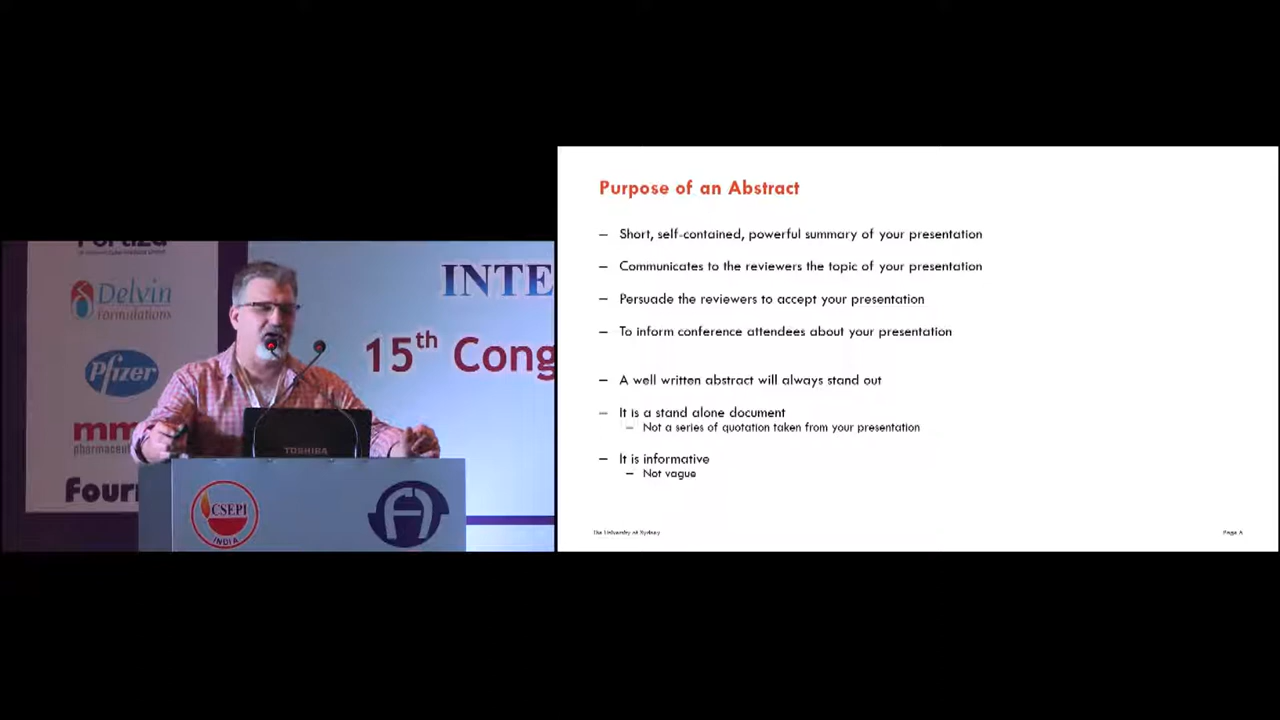 Delvin
Formulations
Pfizer
mm
pharmaceut
Fourr
INTE
15th Cong
TOSHIBA
CSEPI
INDIA
Purpose of an Abstract
– Short, self-contained, powerful summary of your presentation
– Communicates to the reviewers the topic of your presentation
– Persuade the reviewers to accept your presentation
– To inform conference attendees about your presentation
– A well written abstract will always stand out
– It is a stand alone document
– Not a series of quotation taken from your presentation
– It is informative
– Not vague
The University of Sydney